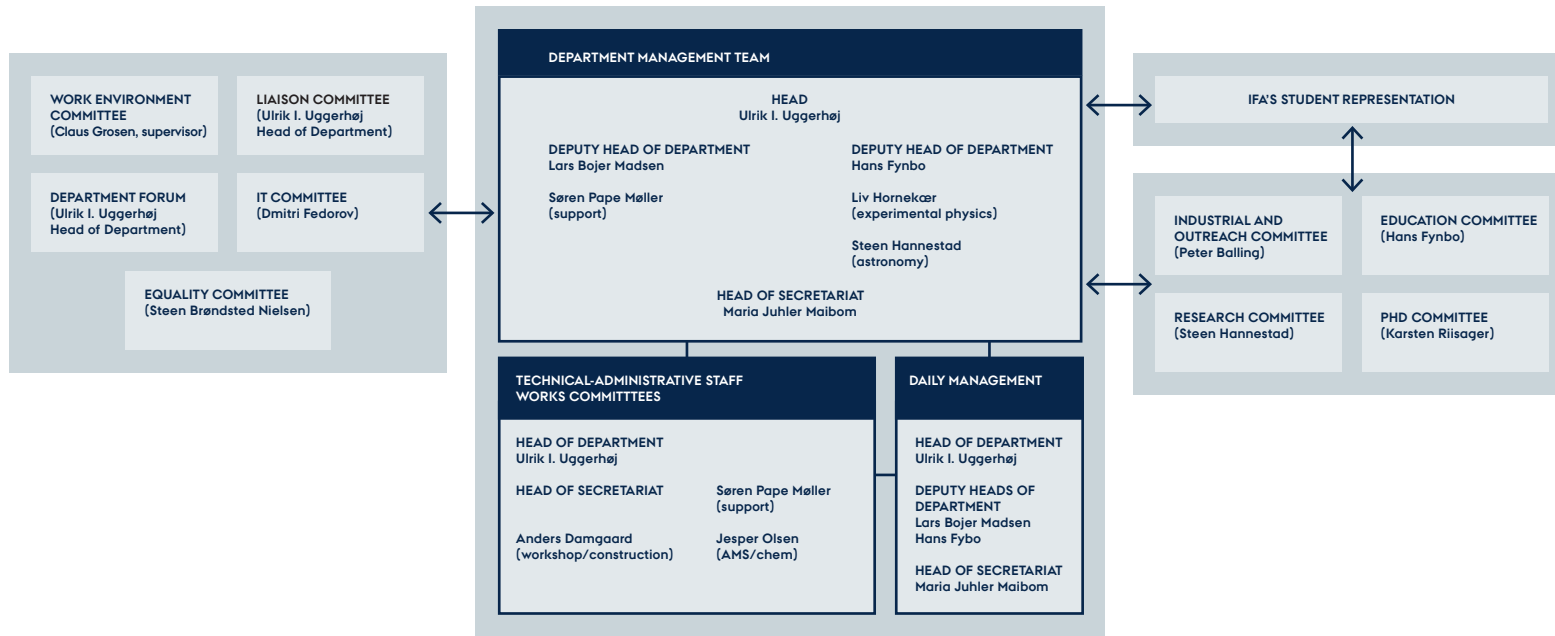 WORK ENVIRONMENT
COMMITTEE
(Claus Grosen, supervisor)
LIAISON COMMITTEE
(Ulrik I. Uggerhøj
Head of Department)
DEPARTMENT FORUM
(Ulrik I. Uggerhøj
Head of Department)
IT COMMITTEE
(Dmitri Fedorov)
EQUALITY COMMITTEE
(Steen Brøndsted Nielsen)
DEPARTMENT MANAGEMENT TEAM
HEAD
Ulrik I. Uggerhøj
DEPUTY HEAD OF DEPARTMENT
Lars Bojer Madsen
Søren Pape Møller
(support)
DEPUTY HEAD OF DEPARTMENT
Hans Fynbo
Liv Hornekær
(experimental physics)
Steen Hannestad
(astronomy)
HEAD OF SECRETARIAT
Maria Juhler Maibom
TECHNICAL-ADMINISTRATIVE STAFF
WORKS COMMITTTEES
HEAD OF DEPARTMENT
Ulrik I. Uggerhøj
HEAD OF SECRETARIAT
Søren Pape Møller
(support)
Anders Damgaard
(workshop/construction)
Jesper Olsen
(AMS/chem)
DAILY MANAGEMENT
HEAD OF DEPARTMENT
Ulrik I. Uggerhøj
DEPUTY HEADS OF
DEPARTMENT
Lars Bojer Madsen
Hans Fybo
HEAD OF SECRETARIAT
Maria Juhler Maibom
IFA'S STUDENT REPRESENTATION
INDUSTRIAL AND
OUTREACH COMMITTEE
(Peter Balling)
EDUCATION COMMITTEE
(Hans Fynbo)
RESEARCH COMMITTEE
(Steen Hannestad)
PHD COMMITTEE
(Karsten Riisager)